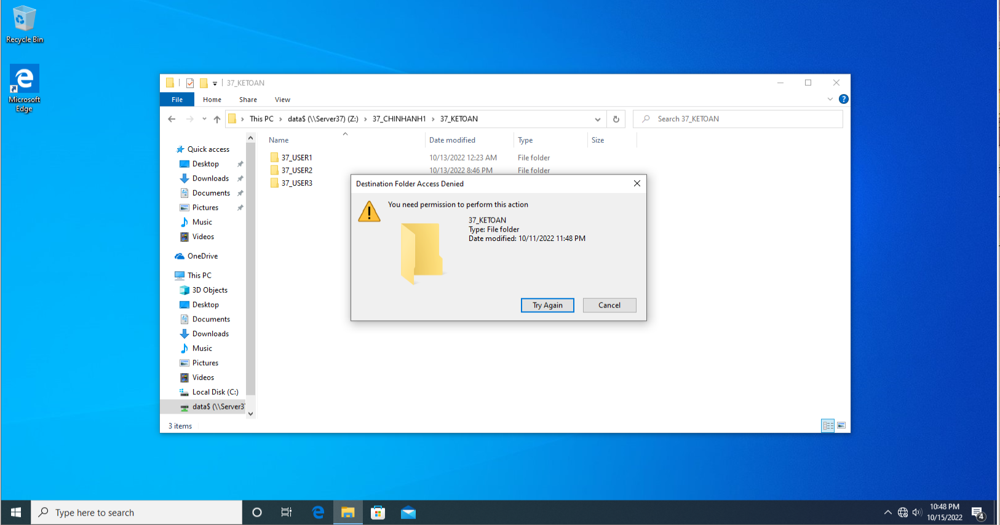 Recycle Bin
Microsoft
Edge
37_KETOAN
File Home Share View
This PC data$ (\\Server37) (Z:) 37_CHINHANH1 37_KETOAN
Search 37_KETOAN
Name Date modified Type Size
37_USER1 10/13/2022 12:23 AM File folder
37_USER2 10/13/2022 8:46 PM File folder
37_USER3
Quick access
Desktop
Downloads
Documents
Pictures
Music
Videos
OneDrive
This PC
3D Objects
Desktop
Documents
Downloads
Music
Pictures
Videos
Local Disk (C:)
data$ (\\Server37
3 items
Destination Folder Access Denied
You need permission to perform this action
37_KETOAN
Type: File folder
Date modified: 10/11/2022 11:48 PM
Try Again Cancel
Type here to search
10:48 PM
10/15/2022
4